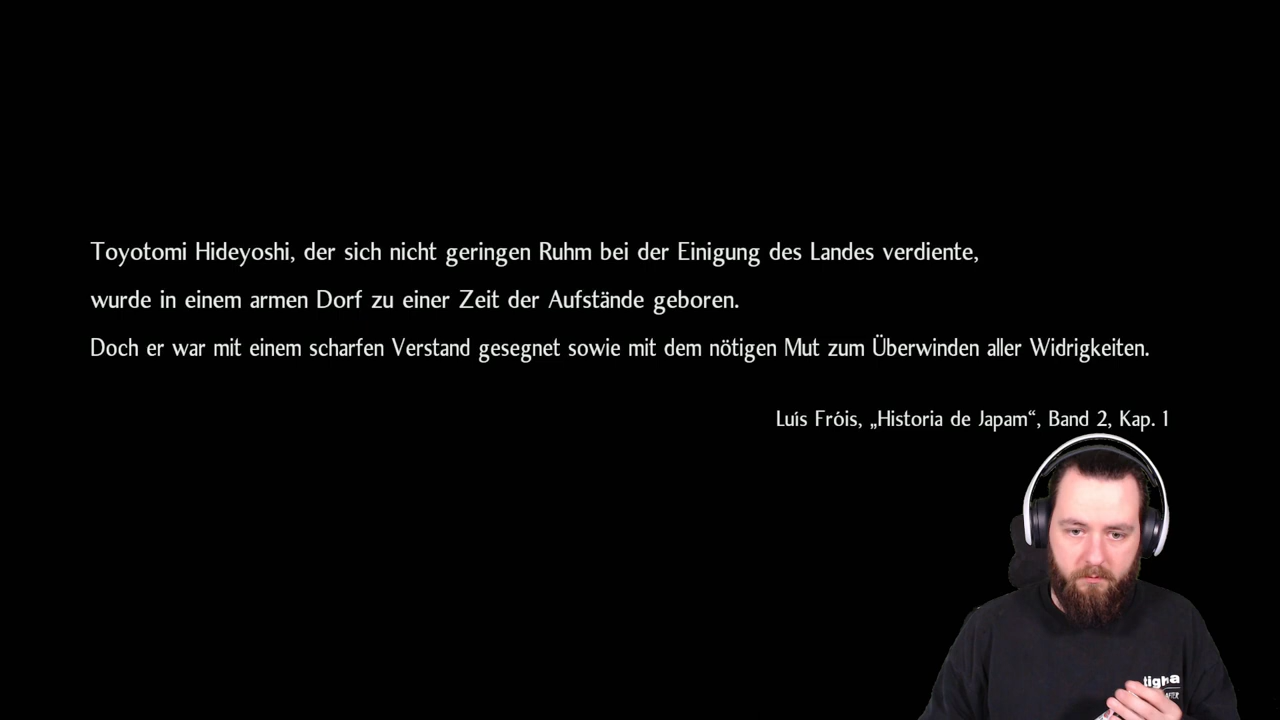 Toyotomi Hideyoshi, der sich nicht geringen Ruhm bei der Einigung des Landes verdiente,
wurde in einem armen Dorf zu einer Zeit der Aufstände geboren.
Doch er war mit einem scharfen Verstand gesegnet sowie mit dem nötigen Mut zum Überwinden aller Widrigkeiten.
Luís Fróis, „Historia de Japam“, Band 2, Kap. 1
AFTER